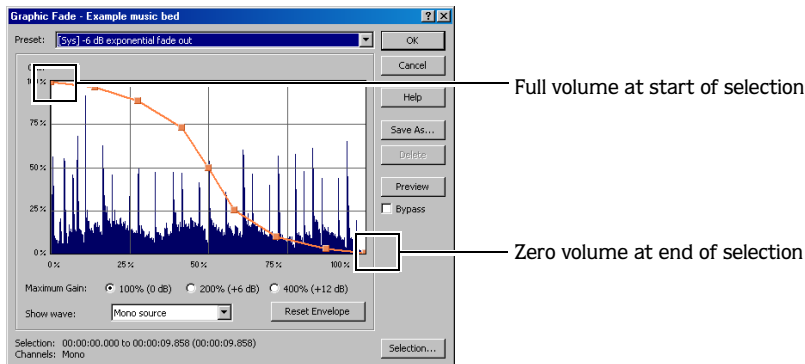 Graphic Fade - Example music bed
Preset: [Sys] -6 dB exponential fade out
OK
Cancel
Help
Save As...
Delete
Preview
Bypass
100%
75%
50%
25%
0%
0% 25% 50% 75% 100%
Full volume at start of selection
Zero volume at end of selection
Maximum Gain: 100% (0 dB) 200% (+6 dB) 400% (+12 dB)
Show wave: Mono source Reset Envelope
Selection: 00:00:00.000 to 00:00:09.858 (00:00:09.858)
Channels: Mono
Selection...